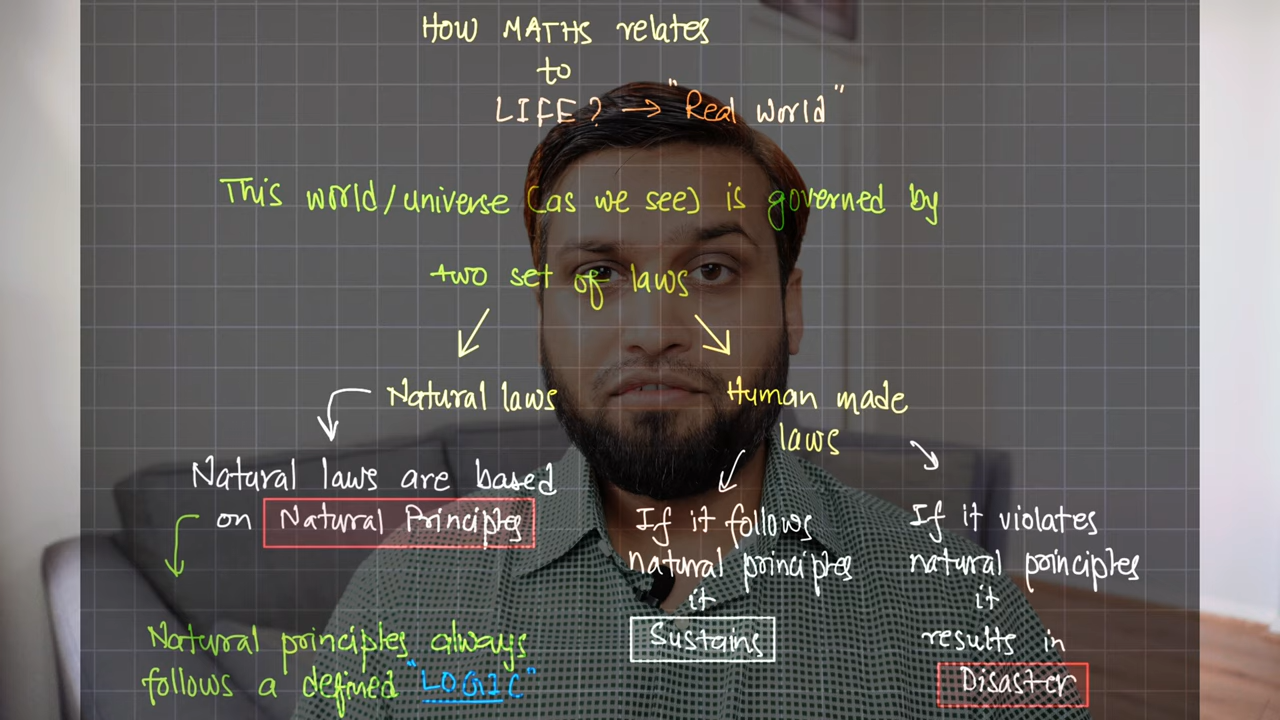 How MATHS relates
to
LIFE? → "Real world"
This world/universe (as we see) is governed by
two set of laws
Natural laws
Human made
laws
Natural laws are based
on Natural Principles
Natural principles always
follows a defined "LOGIC"
If it follows
natural principles
it
Sustains
If it violates
natural principles
it
results in
Disaster